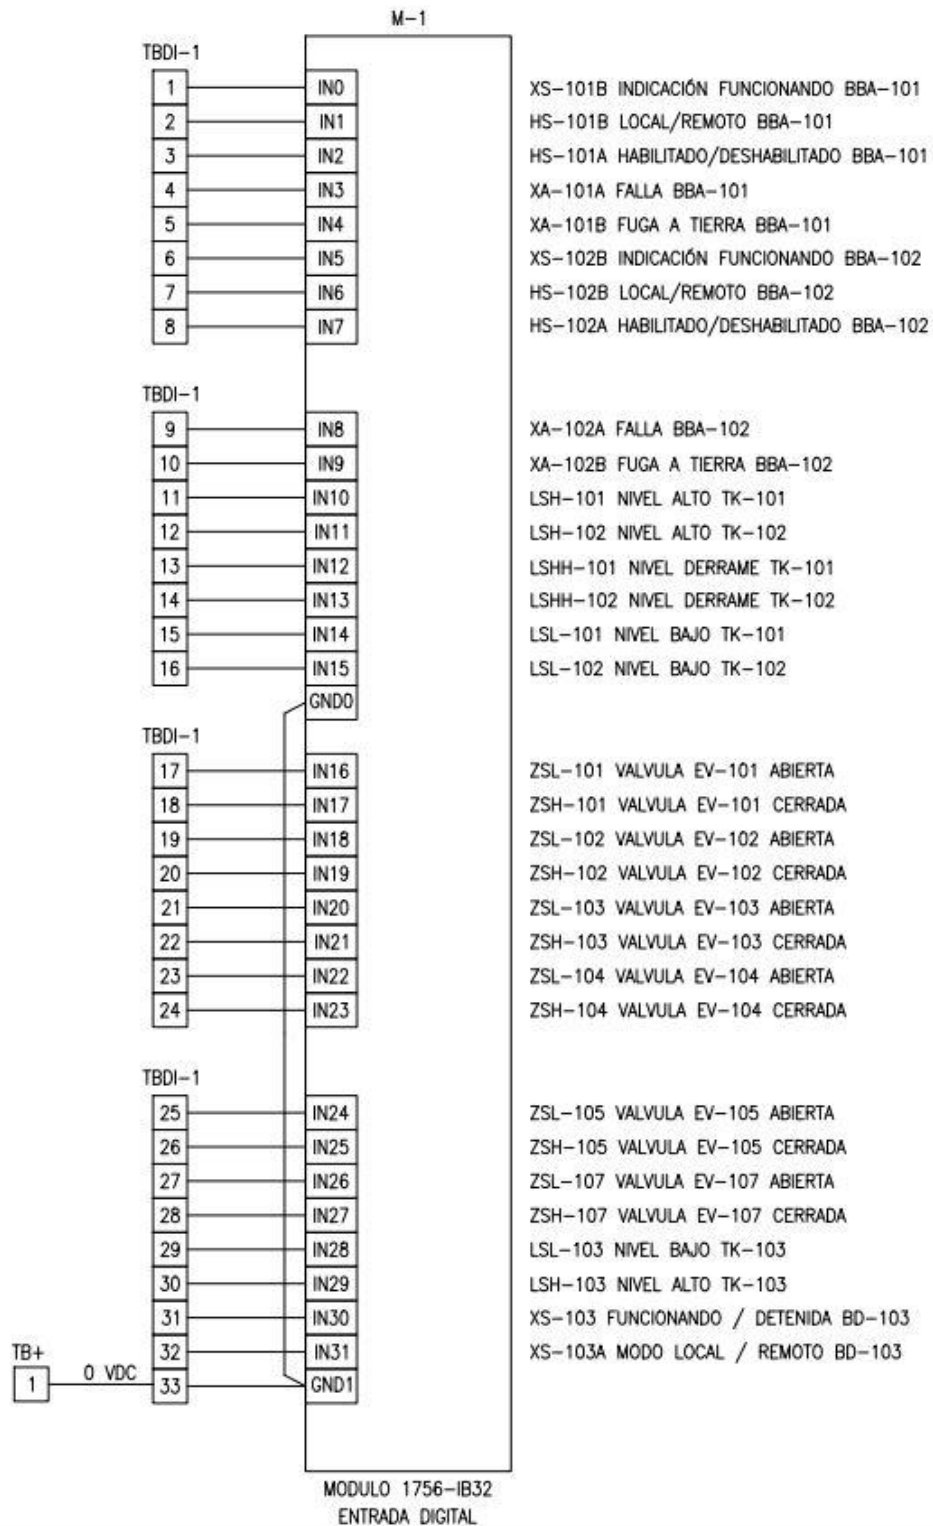 M-1
TBDI-1
1 IN0 XS-101B INDICACIÓN FUNCIONANDO BBA-101
2 IN1 HS-101B LOCAL/REMOTO BBA-101
3 IN2 HS-101A HABILITADO/DESHABILITADO BBA-101
4 IN3 XA-101A FALLA BBA-101
5 IN4 XA-101B FUGA A TIERRA BBA-101
6 IN5 XS-102B INDICACIÓN FUNCIONANDO BBA-102
7 IN6 HS-102B LOCAL/REMOTO BBA-102
8 IN7 HS-102A HABILITADO/DESHABILITADO BBA-102
TBDI-1
9 IN8 XA-102A FALLA BBA-102
10 IN9 XA-102B FUGA A TIERRA BBA-102
11 IN10 LSH-101 NIVEL ALTO TK-101
12 IN11 LSH-102 NIVEL ALTO TK-102
13 IN12 LSHH-101 NIVEL DERRAME TK-101
14 IN13 LSHH-102 NIVEL DERRAME TK-102
15 IN14 LSL-101 NIVEL BAJO TK-101
16 IN15 LSL-102 NIVEL BAJO TK-102
GND0
TBDI-1
17 IN16 ZSL-101 VALVULA EV-101 ABIERTA
18 IN17 ZSH-101 VALVULA EV-101 CERRADA
19 IN18 ZSL-102 VALVULA EV-102 ABIERTA
20 IN19 ZSH-102 VALVULA EV-102 CERRADA
21 IN20 ZSL-103 VALVULA EV-103 ABIERTA
22 IN21 ZSH-103 VALVULA EV-103 CERRADA
23 IN22 ZSL-104 VALVULA EV-104 ABIERTA
24 IN23 ZSH-104 VALVULA EV-104 CERRADA
TBDI-1
25 IN24 ZSL-105 VALVULA EV-105 ABIERTA
26 IN25 ZSH-105 VALVULA EV-105 CERRADA
27 IN26 ZSL-107 VALVULA EV-107 ABIERTA
28 IN27 ZSH-107 VALVULA EV-107 CERRADA
29 IN28 LSL-103 NIVEL BAJO TK-103
30 IN29 LSH-103 NIVEL ALTO TK-103
31 IN30 XS-103 FUNCIONANDO / DETENIDA BD-103
TB+ 32 IN31 XS-103A MODO LOCAL / REMOTO BD-103
1 0 VDC 33 GND1
MODULO 1756-IB32
ENTRADA DIGITAL